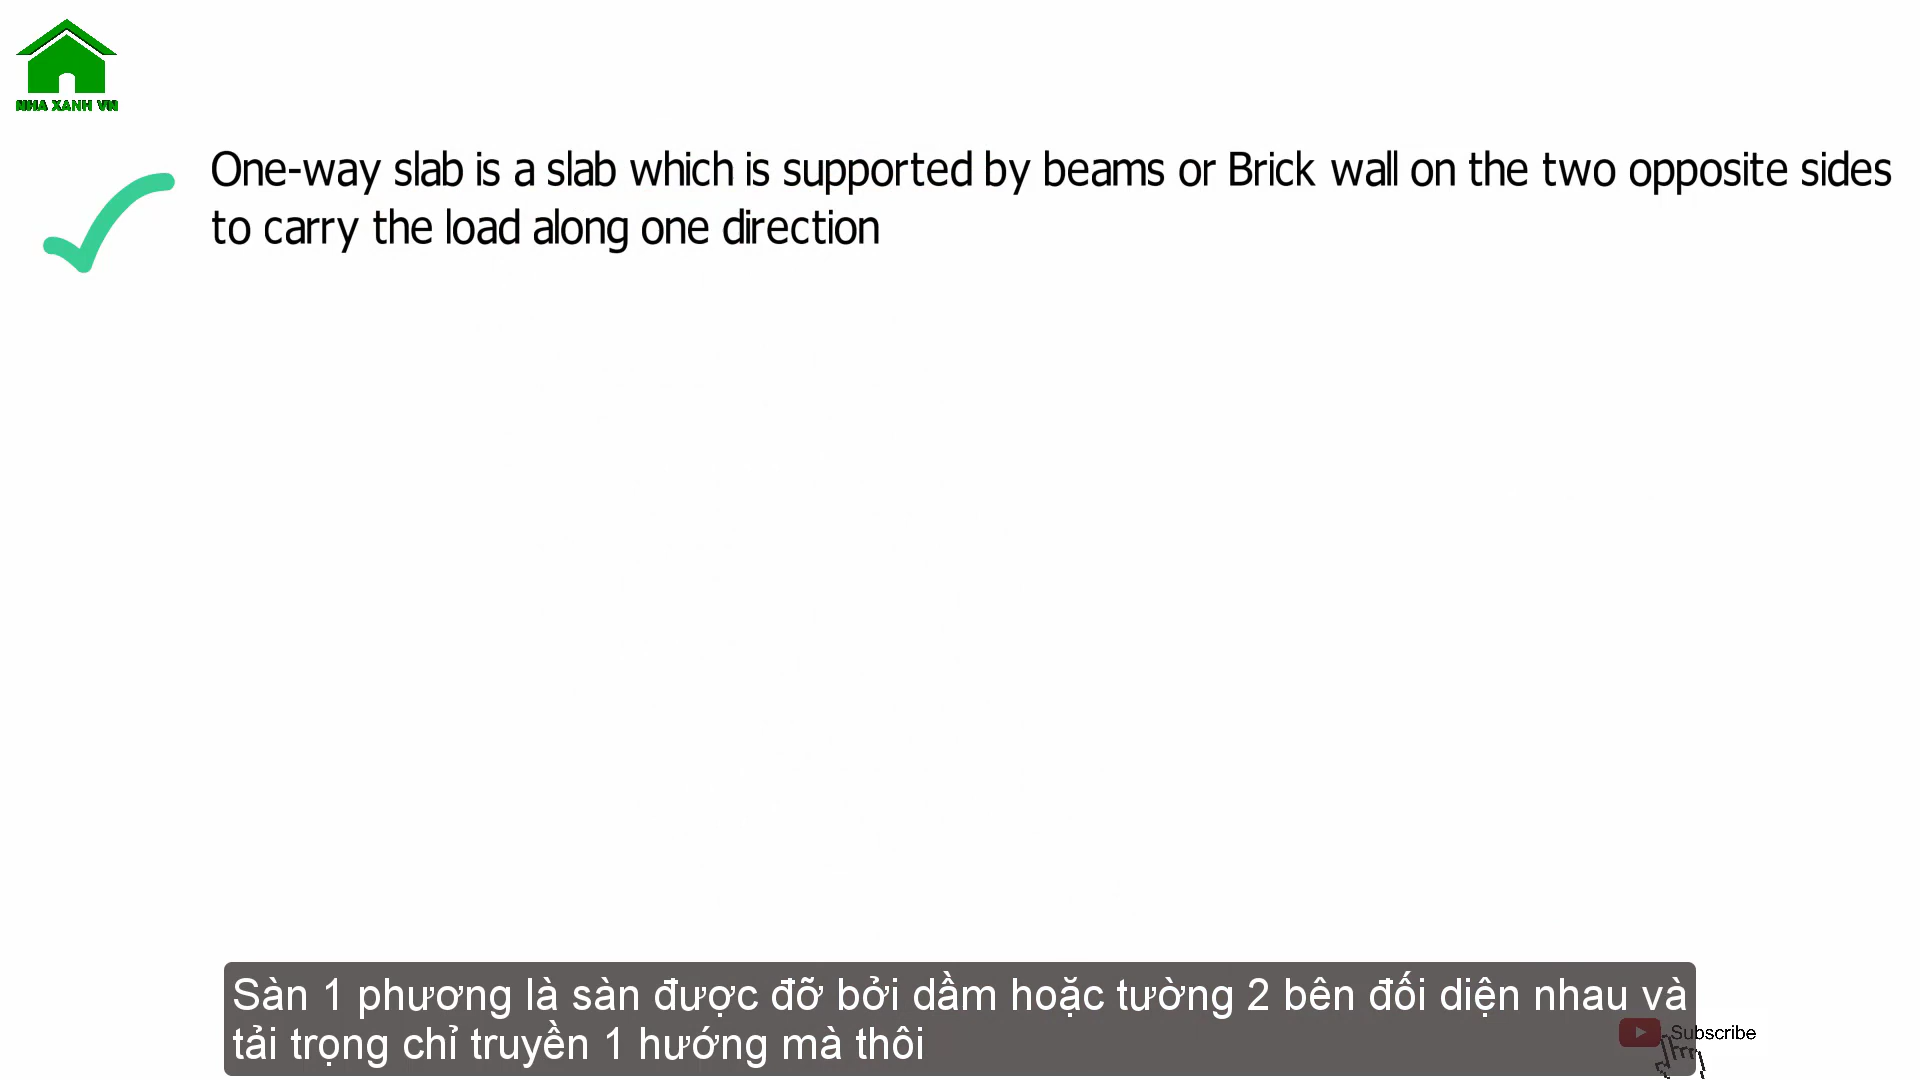 NHA XANH VN
One-way slab is a slab which is supported by beams or Brick wall on the two opposite sides
to carry the load along one direction
Sàn 1 phương là sàn được đỡ bởi dầm hoặc tường 2 bên đối diện nhau và
tải trọng chỉ truyền 1 hướng mà thôi
Subscribe